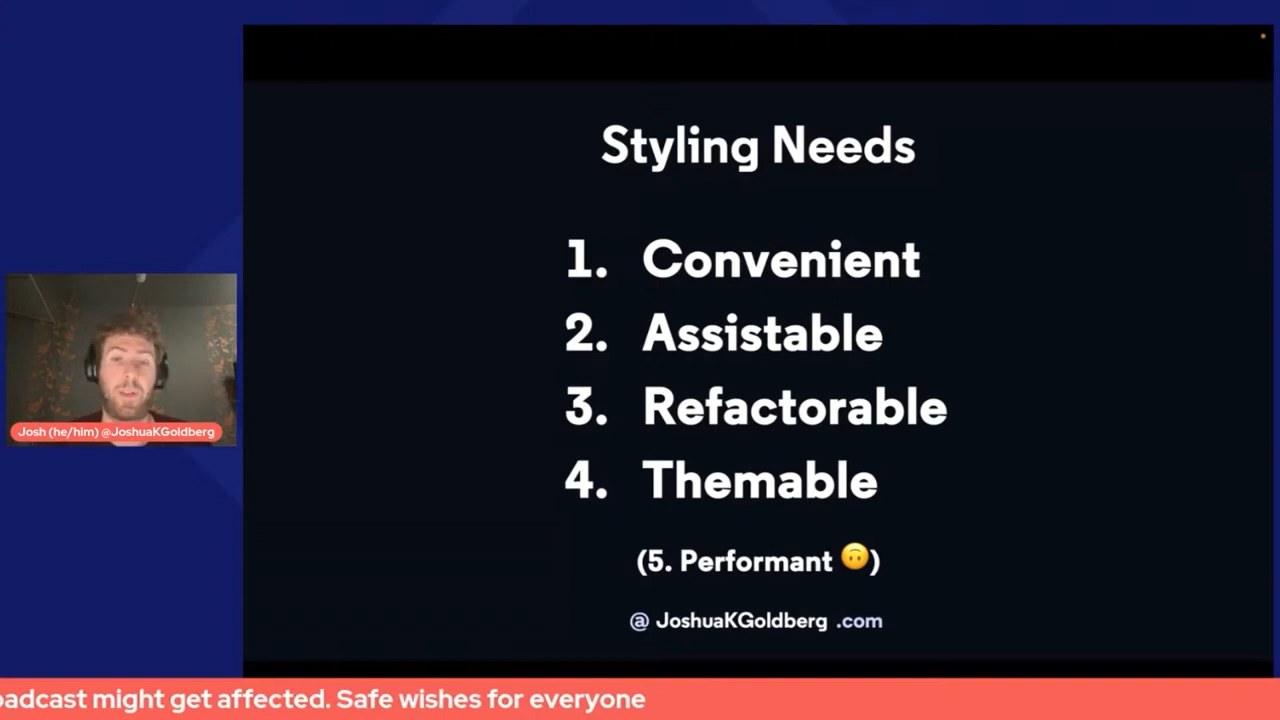 Styling Needs
1. Convenient
2. Assistable
3. Refactorable
4. Themable
(5. Performant 🙃)
@ JoshuaKGoldberg .com
Josh (he/him) @JoshuaKGoldberg
might get affected. Safe wishes for everyone